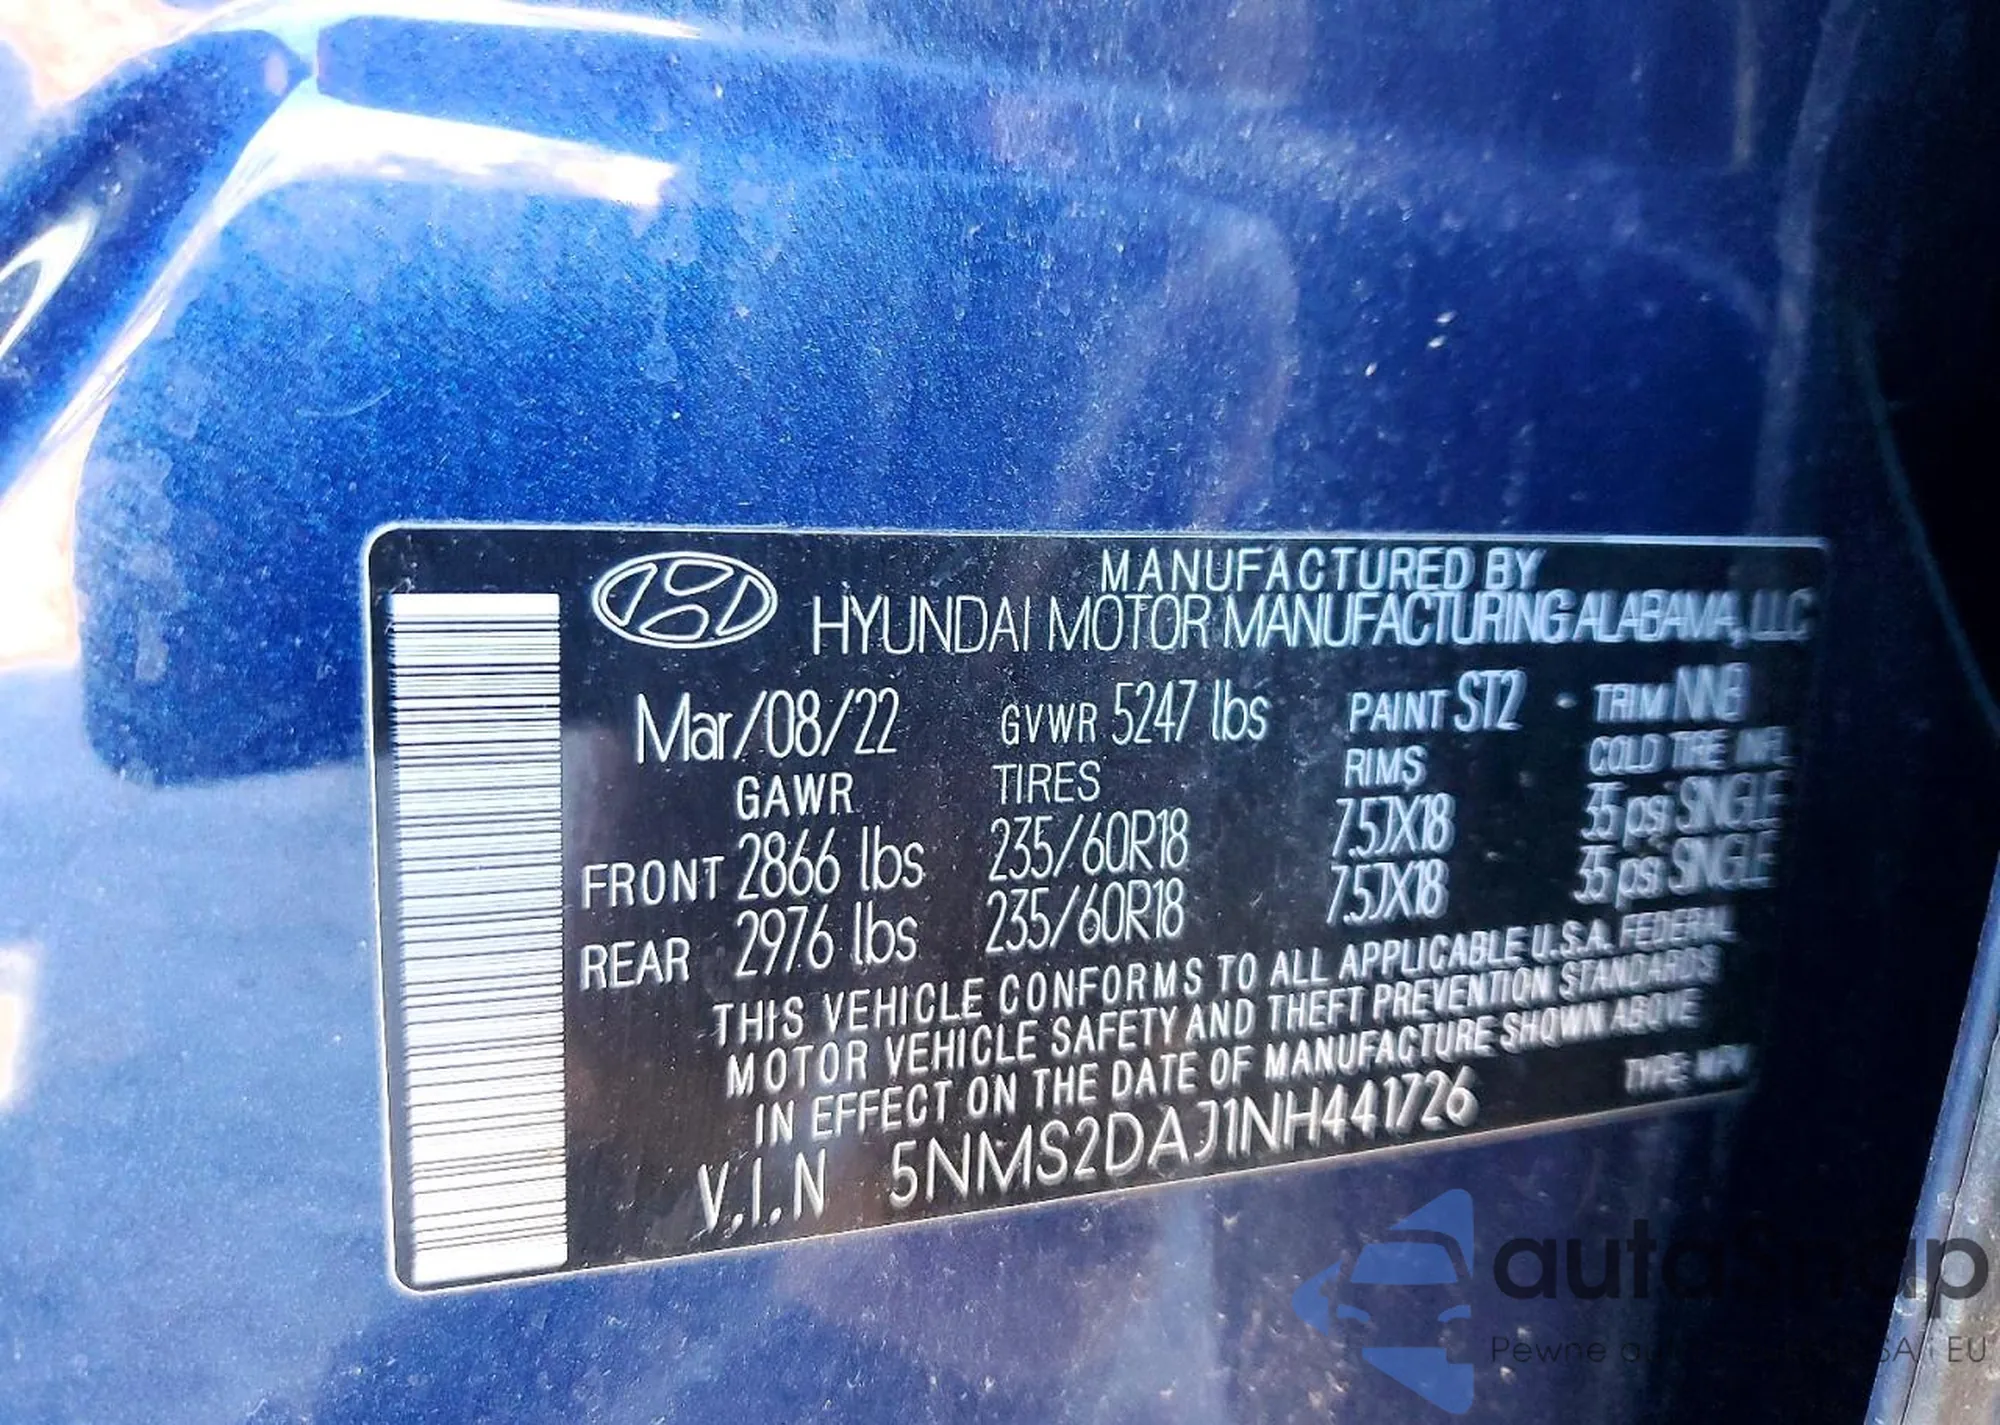 MANUFACTURED BY
HYUNDAI MOTOR MANUFACTURING ALABAMA, LLC
Mar/08/22 GVWR 5247 lbs PAINT ST2 · TRIM NNB
GAWR TIRES RIMS COLD TIRE INFL
FRONT 2866 lbs 235/60R18 7.5JX18 35 psi SINGLE
REAR 2976 lbs 235/60R18 7.5JX18 35 psi SINGLE
THIS VEHICLE CONFORMS TO ALL APPLICABLE U.S.A. FEDERAL
MOTOR VEHICLE SAFETY AND THEFT PREVENTION STANDARDS
IN EFFECT ON THE DATE OF MANUFACTURE SHOWN ABOVE
V.I.N 5NMS2DAJ1NH441726 TYPE: MPV
autosnap
Pewne EU